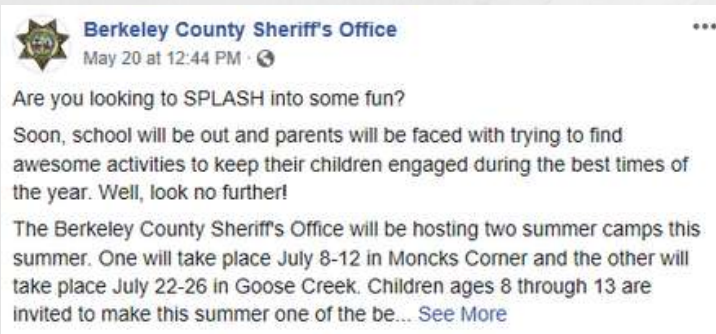 Berkeley County Sheriff's Office
May 20 at 12:44 PM ·
Are you looking to SPLASH into some fun?
Soon, school will be out and parents will be faced with trying to find
awesome activities to keep their children engaged during the best times of
the year. Well, look no further!
The Berkeley County Sheriff's Office will be hosting two summer camps this
summer. One will take place July 8-12 in Moncks Corner and the other will
take place July 22-26 in Goose Creek. Children ages 8 through 13 are
invited to make this summer one of the be... See More